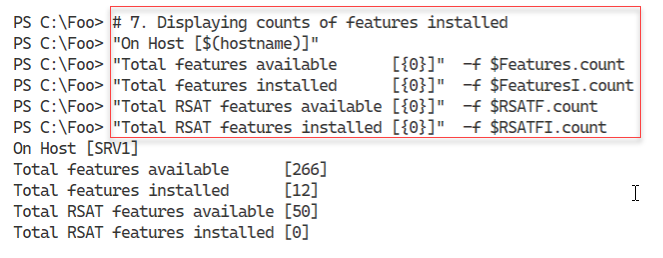 PS C:\Foo> # 7. Displaying counts of features installed
PS C:\Foo> "On Host [$(hostname)]"
PS C:\Foo> "Total features available      [{0}]"  -f $Features.count
PS C:\Foo> "Total features installed      [{0}]"  -f $FeaturesI.count
PS C:\Foo> "Total RSAT features available [{0}]"  -f $RSATF.count
PS C:\Foo> "Total RSAT features installed [{0}]"  -f $RSATFI.count
On Host [SRV1]
Total features available      [266]
Total features installed      [12]
Total RSAT features available [50]
Total RSAT features installed [0]